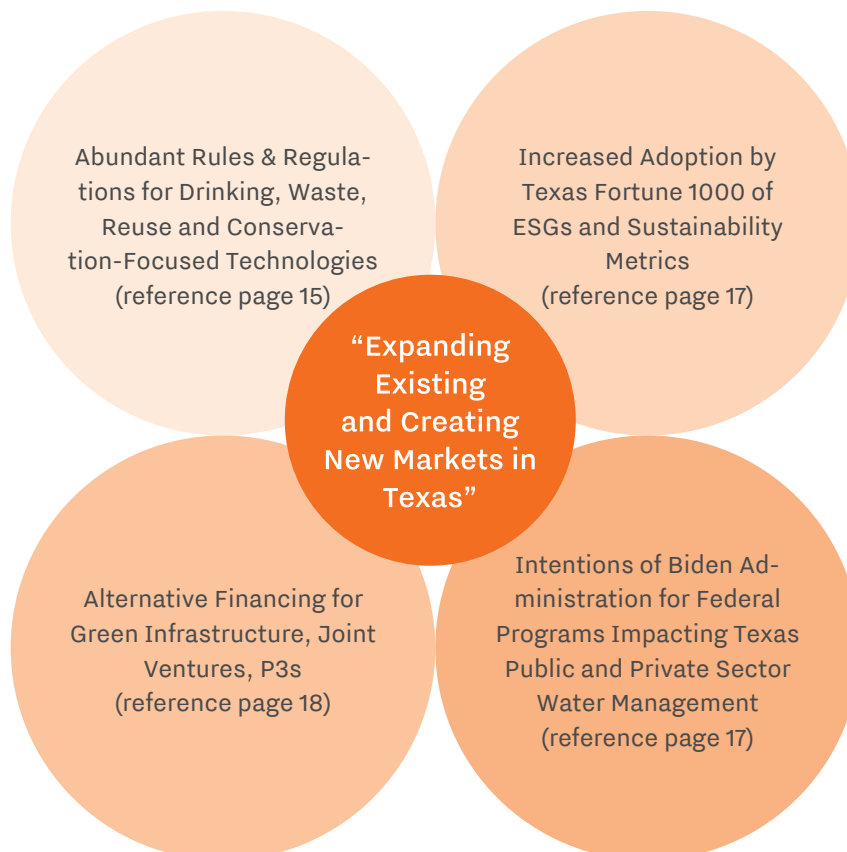 Abundant Rules & Regula-
tions for Drinking, Waste,
Reuse and Conserva-
tion-Focused Technologies
(reference page 15)
Increased Adoption by
Texas Fortune 1000 of
ESGs and Sustainability
Metrics
(reference page 17)
“Expanding
Existing
and Creating
New Markets in
Texas”
Alternative Financing for
Green Infrastructure, Joint
Ventures, P3s
(reference page 18)
Intentions of Biden Ad-
ministration for Federal
Programs Impacting Texas
Public and Private Sector
Water Management
(reference page 17)